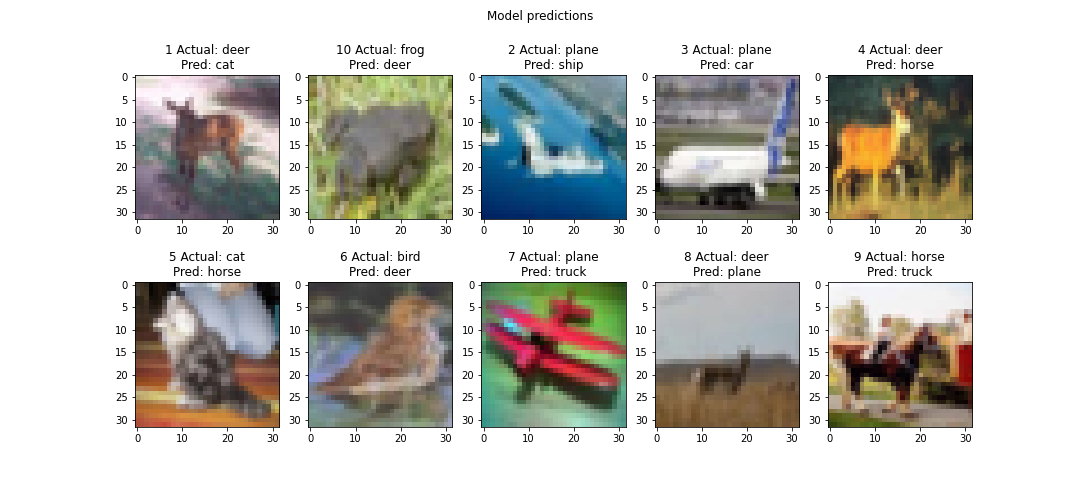 Model predictions
1 Actual: deer
Pred: cat
10 Actual: frog
Pred: deer
2 Actual: plane
Pred: ship
3 Actual: plane
Pred: car
4 Actual: deer
Pred: horse
0
5
10
15
20
25
30
0 10 20 30
0
5
10
15
20
25
30
0 10 20 30
0
5
10
15
20
25
30
0 10 20 30
0
5
10
15
20
25
30
0 10 20 30
0
5
10
15
20
25
30
0 10 20 30
5 Actual: cat
Pred: horse
6 Actual: bird
Pred: deer
7 Actual: plane
Pred: truck
8 Actual: deer
Pred: plane
9 Actual: horse
Pred: truck
0
5
10
15
20
25
30
0 10 20 30
0
5
10
15
20
25
30
0 10 20 30
0
5
10
15
20
25
30
0 10 20 30
0
5
10
15
20
25
30
0 10 20 30
0
5
10
15
20
25
30
0 10 20 30